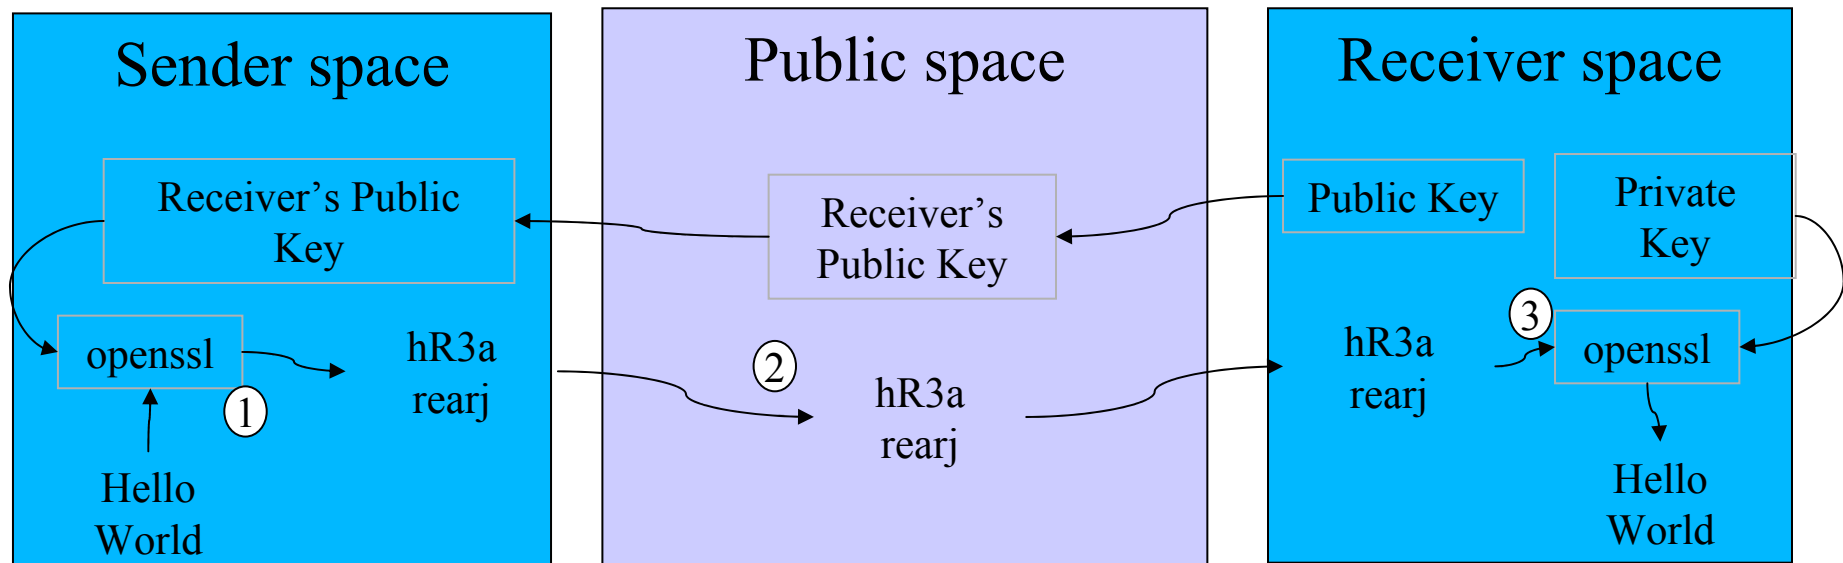 Sender space
Receiver's Public
Key
openssl
1
hR3a
rearj
Hello
World
Public space
Receiver's
Public Key
2
hR3a
rearj
Receiver space
Public Key
Private
Key
hR3a
rearj
3
openssl
Hello
World